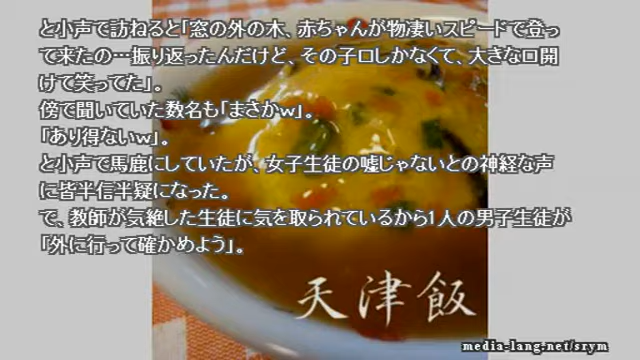 と小声で訪ねると「窓の外の木、赤ちゃんが物凄いスピードで登っ
て来たの…振り返ったんだけど、その子口しかなくて、大きな口開
けて笑ってた」。
傍で聞いていた数名も「まさかｗ」。
「あり得ないｗ」。
と小声で馬鹿にしていたが、女子生徒の嘘じゃないとの神経な声
に皆半信半疑になった。
で、教師が気絶した生徒に気を取られているから1人の男子生徒が
「外に行って確かめよう」。
天津飯
media-lang.net/srym